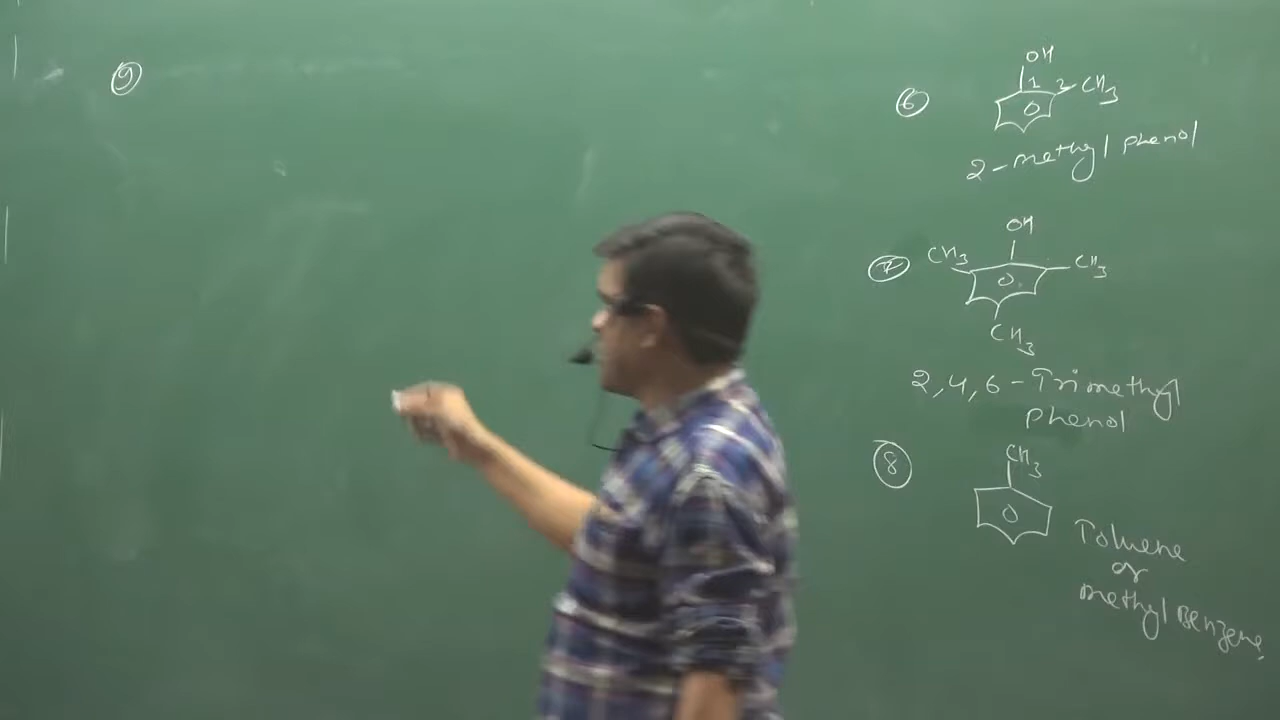 9
6
OH
1 2 CH3
2-methyl phenol
7
OH
CH3 CH3
CH3
2,4,6-Trimethyl
phenol
8
CH3
Toluene
or
methyl Benzene.